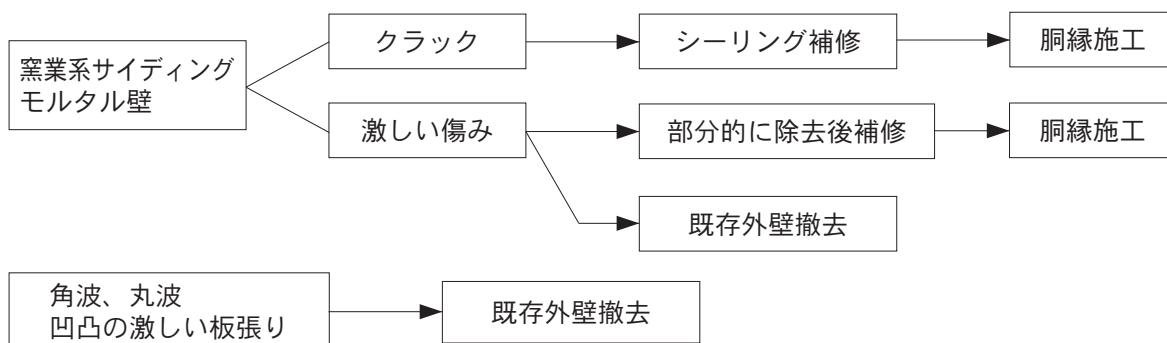 窯業系サイディング
モルタル壁
クラック
シーリング補修
胴縁施工
激しい傷み
部分的に除去後補修
胴縁施工
既存外壁撤去
角波、丸波
凹凸の激しい板張り
既存外壁撤去